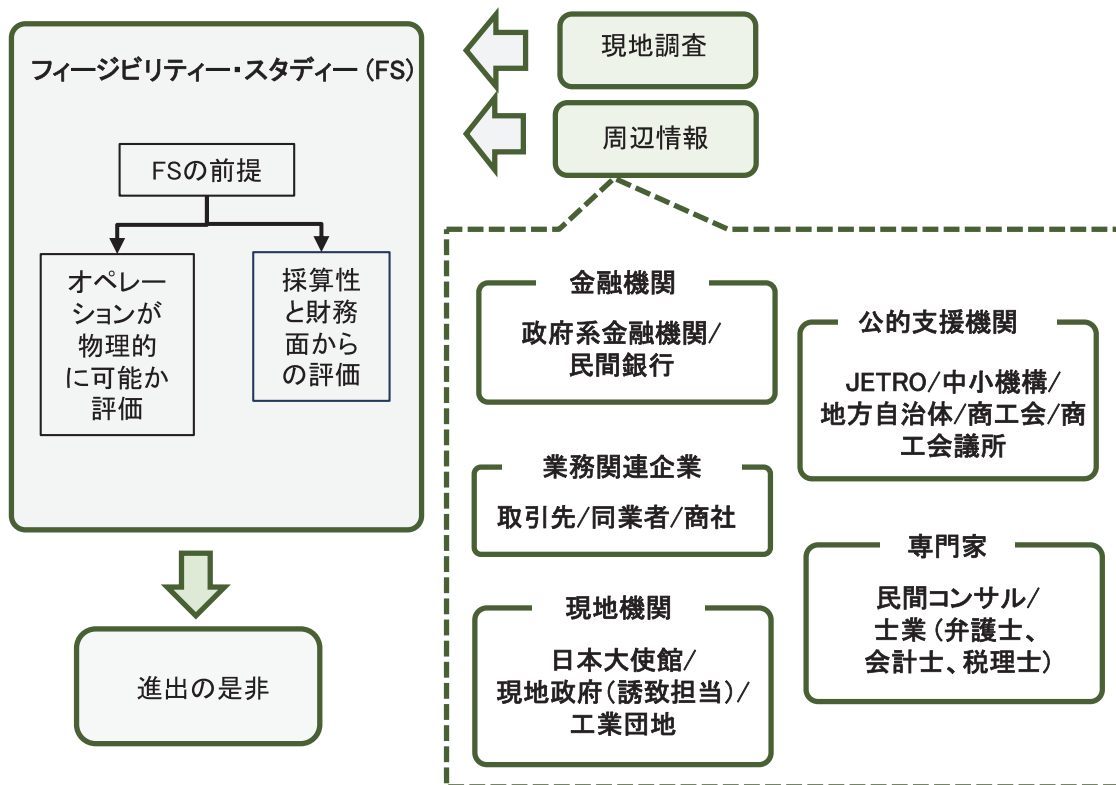 フィージビリティー・スタディー(FS)
FSの前提
オペレー
ションが
物理的
に可能か
評価
採算性
と財務
面から
の評価
進出の是非
現地調査
周辺情報
金融機関
政府系金融機関/
民間銀行
業務関連企業
取引先/同業者/商社
現地機関
日本大使館/
現地政府(誘致担当)/
工業団地
公的支援機関
JETRO/中小機構/
地方自治体/商工会/商
工会議所
専門家
民間コンサル/
士業(弁護士、
会計士、税理士)